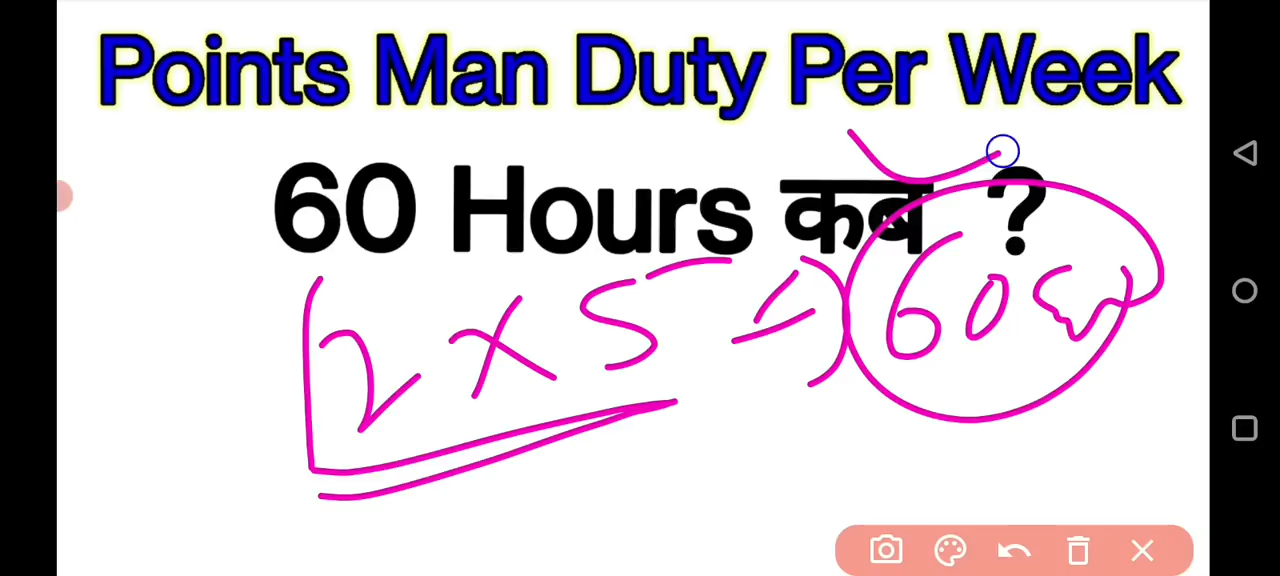 Points Man Duty Per Week
60 Hours कब ?
12 × 5 = 60